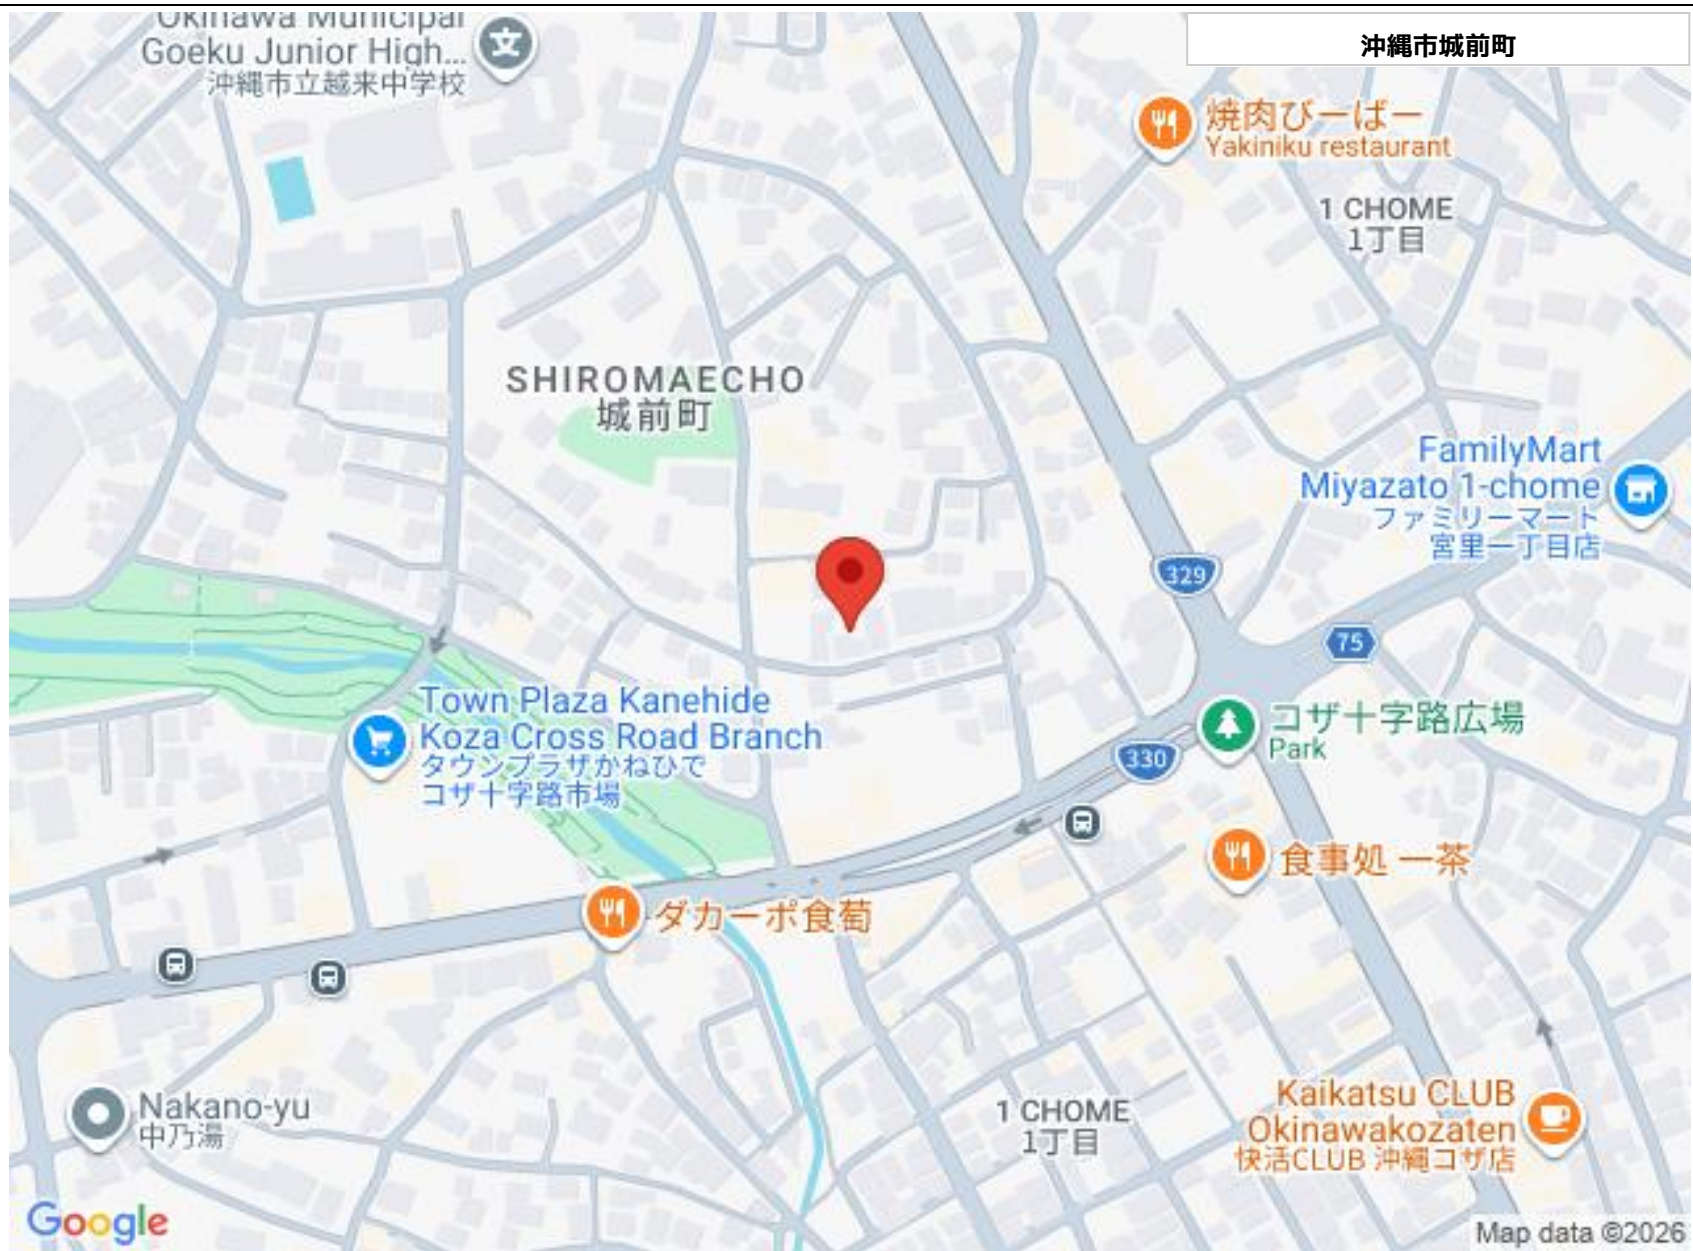 Okinawa Municipal
Goeku Junior High...
沖縄市立越来中学校
文
沖縄市城前町
焼肉びーばー
Yakiniku restaurant
1 CHOME
1丁目
SHIROMAECHO
城前町
FamilyMart
Miyazato 1-chome
ファミリーマート
宮里一丁目店
329
75
Town Plaza Kanehide
Koza Cross Road Branch
タウンプラザかねひで
コザ十字路市場
コザ十字路広場
Park
330
食事処 一茶
ダカーポ食萄
Nakano-yu
中乃湯
1 CHOME
1丁目
Kaikatsu CLUB
Okinawakozaten
快活CLUB 沖縄コザ店
Google
Map data ©2026